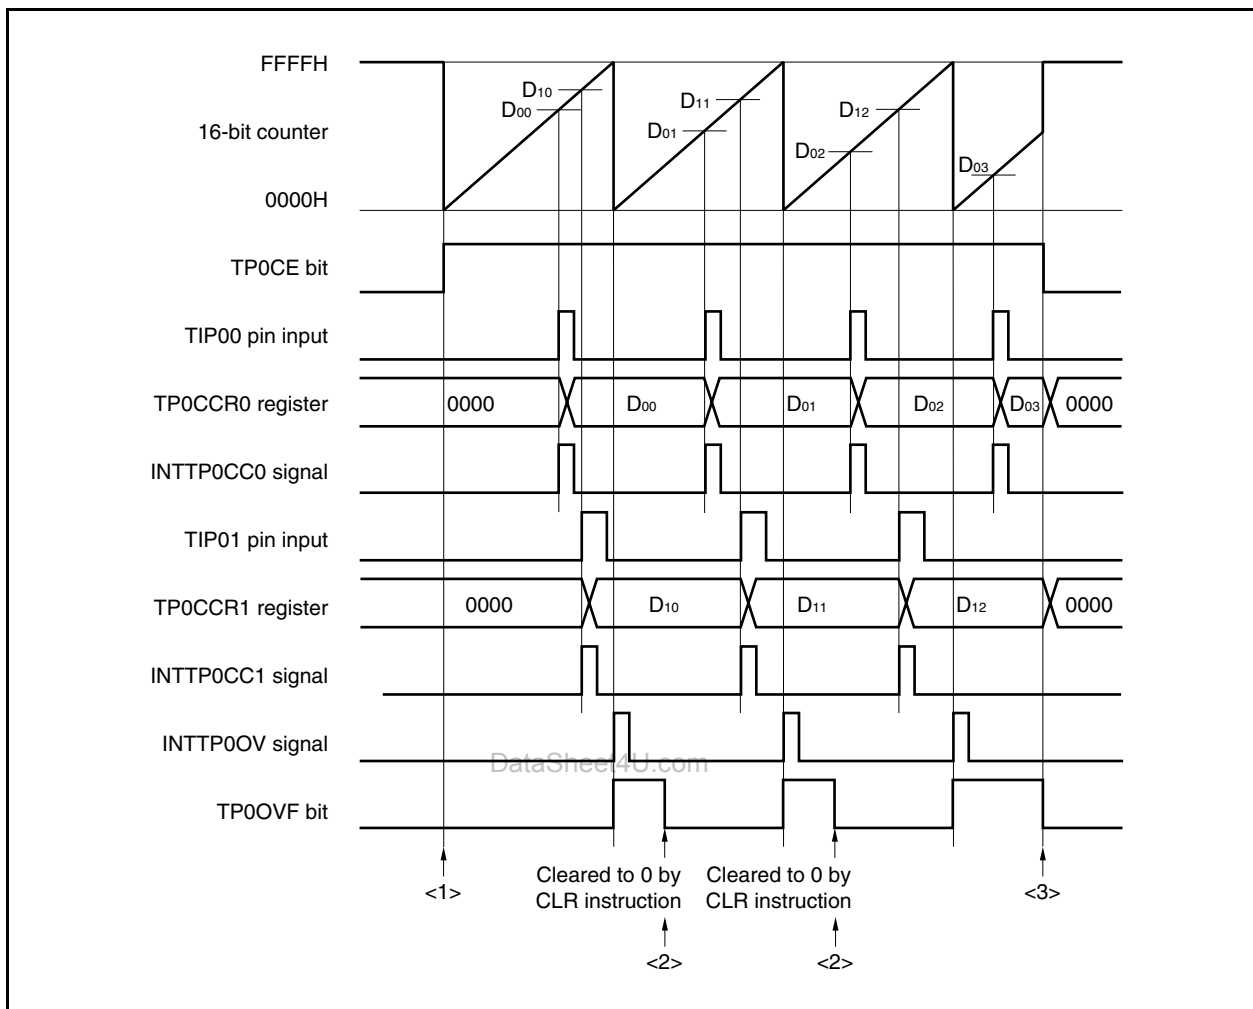 FFFFH
16-bit counter
0000H
D10
D00
D11
D01
D12
D02
D03
TP0CE bit
TIP00 pin input
TP0CCR0 register
0000
D00
D01
D02
D03
0000
INTTP0CC0 signal
TIP01 pin input
TP0CCR1 register
0000
D10
D11
D12
0000
INTTP0CC1 signal
INTTP0OV signal
DataSheet4U.com
TP0OVF bit
<1>
Cleared to 0 by
CLR instruction
<2>
Cleared to 0 by
CLR instruction
<2>
<3>